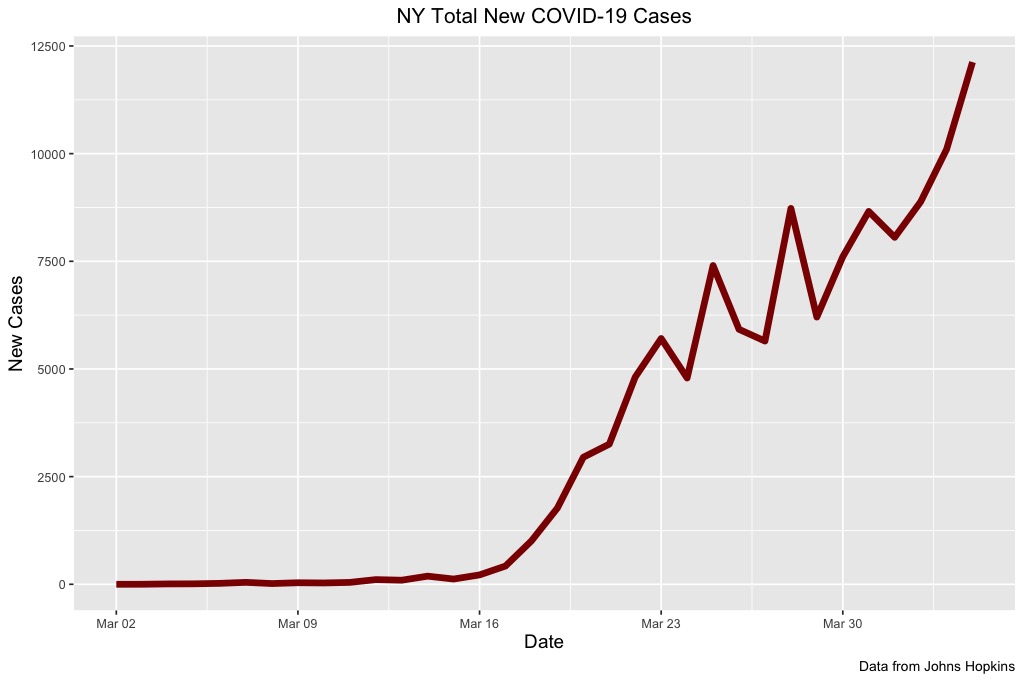 NY Total New COVID-19 Cases
12500
10000
7500
5000
2500
0
New Cases
Mar 02 Mar 09 Mar 16 Mar 23 Mar 30
Date
Data from Johns Hopkins